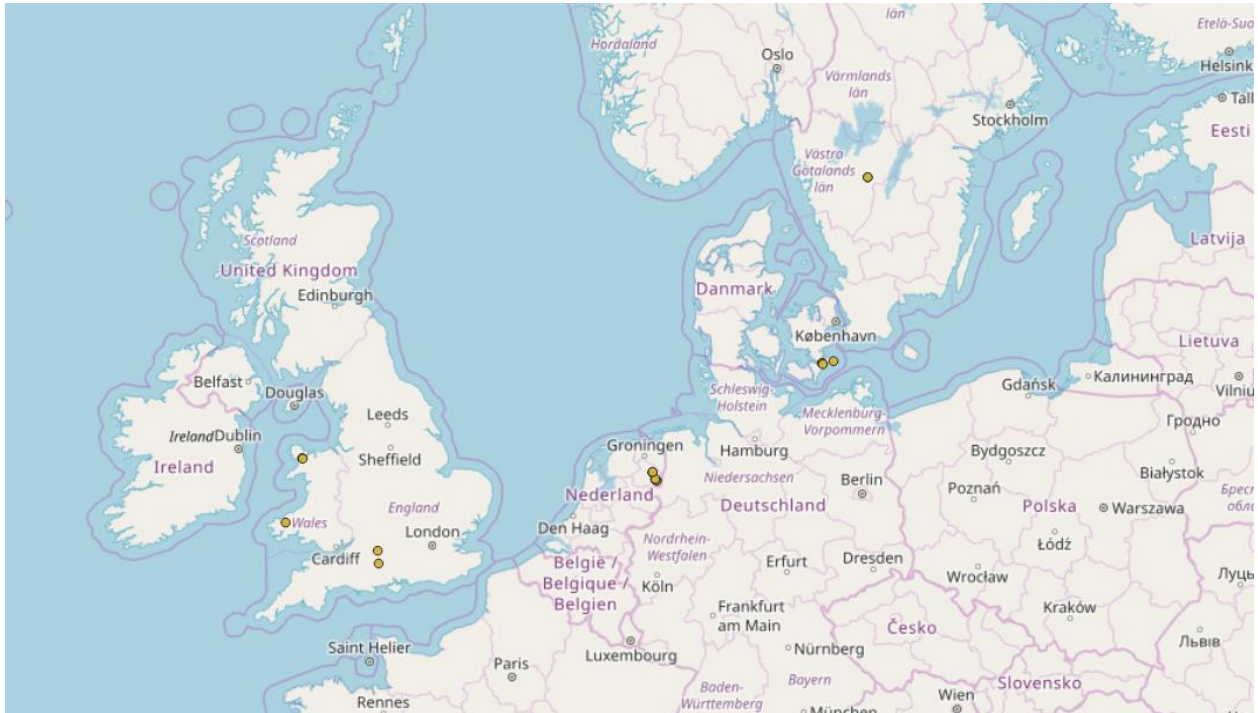 län
Etelä-Suo
Hordaland
Oslo
Helsink
Värmlands
län
Tall
Stockholm
Eesti
Västra
Götalands
län
Scotland
Latvija
United Kingdom
Danmark
Edinburgh
København
Lietuva
Belfast
Douglas
Gdańsk
Калининград
Vilniu
Schleswig-
Holstein
Leeds
Mecklenburg-
Vorpommern
Гродно
Ireland
Dublin
Groningen
Hamburg
Bydgoszcz
Ireland
Sheffield
Białystok
Niedersachsen
Berlin
Poznań
Брес
обла
Nederland
Deutschland
England
Polska
Warszawa
Wales
Den Haag
London
Nordrhein-
Westfalen
Łódź
Cardiff
België /
Belgique /
Belgien
Erfurt
Dresden
Wrocław
Луць
Köln
Frankfurt
am Main
Kraków
Česko
Львів
Saint Helier
Luxembourg
Nürnberg
Paris
Bayern
Slovensko
Baden-
Württemberg
Rennes
Wien
München